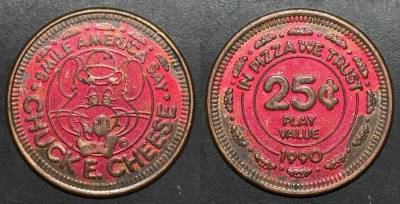 SMILE AMERICA SAY
CHUCK E. CHEESE
®
IN PIZZA WE TRUST
25¢
PLAY
VALUE
1990